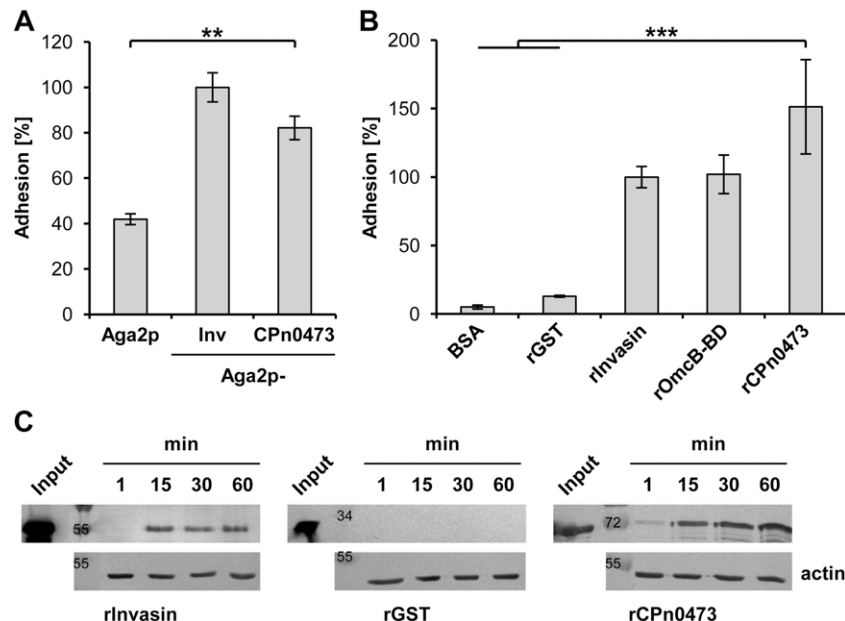 A
Adhesion [%]
120
100
80
60
40
20
0
**
Aga2p
Inv
CPn0473
Aga2p-
B
Adhesion [%]
200
150
100
50
0
***
BSA
rGST
rInvasin
rOmcB-BD
rCPn0473
C
min
Input 1 15 30 60
55
55
rInvasin
min
Input 1 15 30 60
34
55
rGST
min
Input 1 15 30 60
72
55
actin
rCPn0473